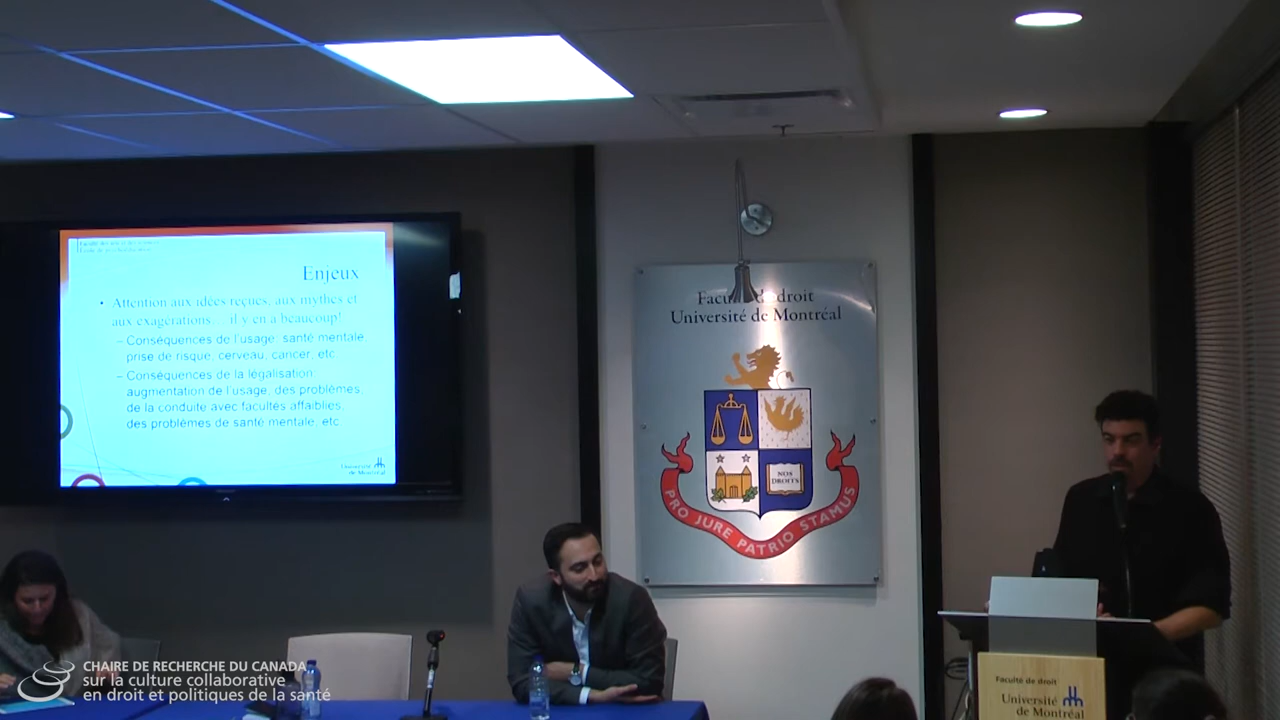 Enjeux
• Attention aux idées reçues, aux mythes et
aux exagérations… il y en a beaucoup!
– Conséquences de l'usage: santé mentale,
prise de risque, cerveau, cancer, etc.
– Conséquences de la légalisation:
augmentation de l'usage, des problèmes,
de la conduite avec facultés affaiblies,
des problèmes de santé mentale, etc.
Université
de Montréal
Faculté de droit
Université de Montréal
NOS
DROITS
PRO JURE PATRIO STAMUS
Faculté de droit
Université
de Montréal
CHAIRE DE RECHERCHE DU CANADA
sur la culture collaborative
en droit et politiques de la santé